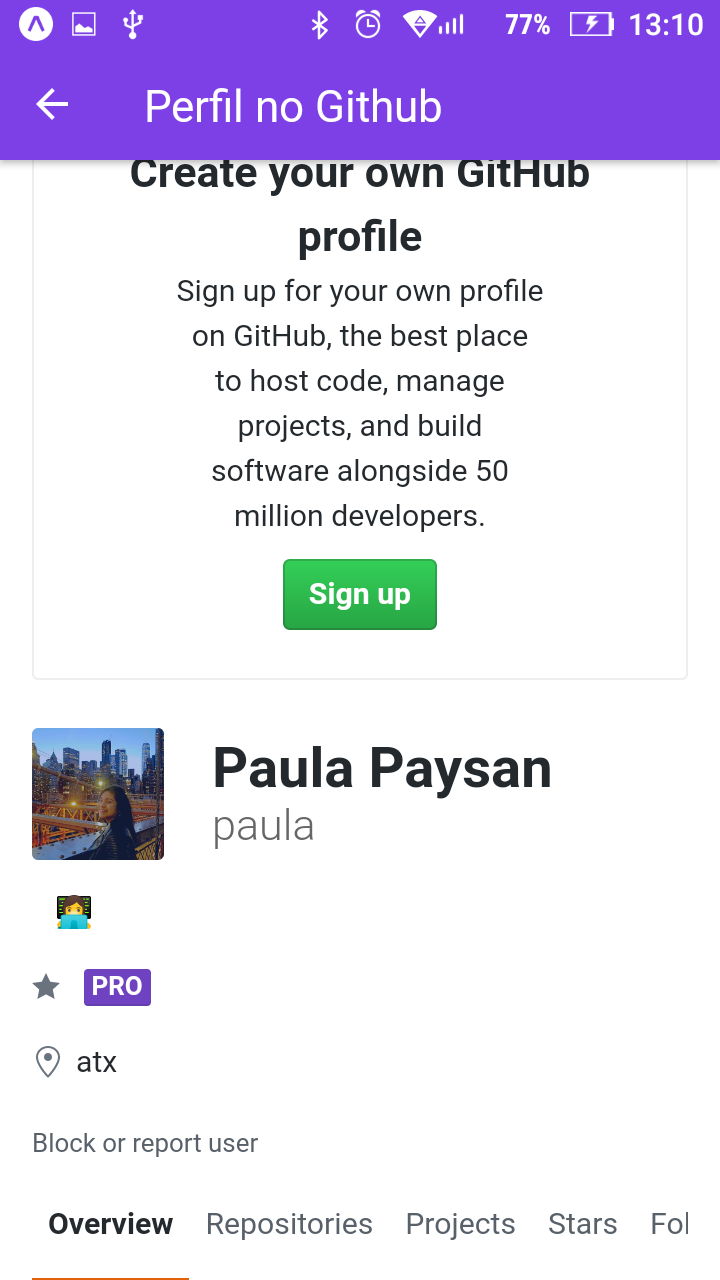 77% 13:10
Perfil no Github
Create your own GitHub
profile
Sign up for your own profile
on GitHub, the best place
to host code, manage
projects, and build
software alongside 50
million developers.
Sign up
Paula Paysan
paula
PRO
atx
Block or report user
Overview Repositories Projects Stars Fol